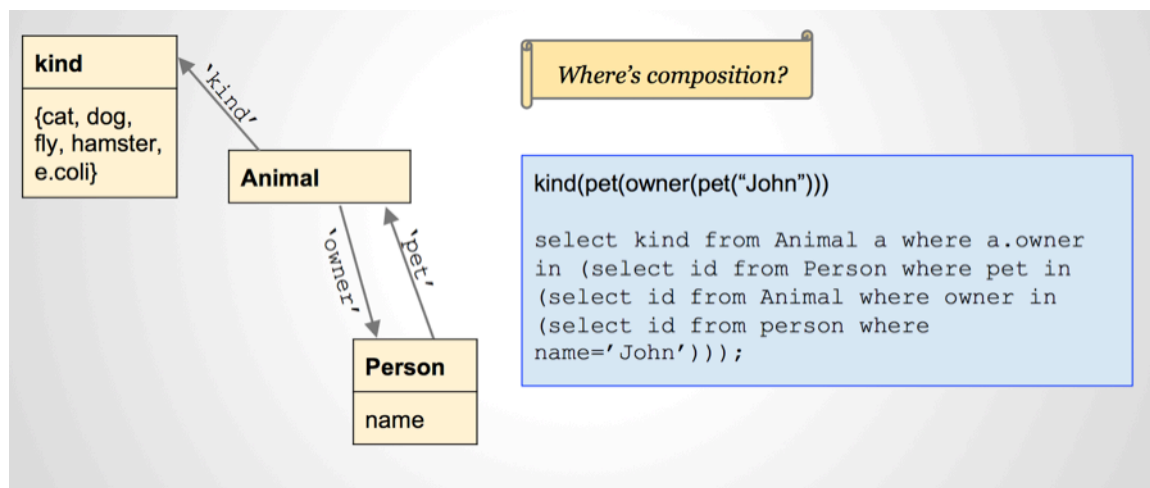 kind
{cat, dog,
fly, hamster,
e.coli}
‘kind’
Animal
‘owner’
‘pet’
Person
name
Where’s composition?
kind(pet(owner(pet(“John”)))
select kind from Animal a where a.owner
in (select id from Person where pet in
(select id from Animal where owner in
(select id from person where
name=’John’)));